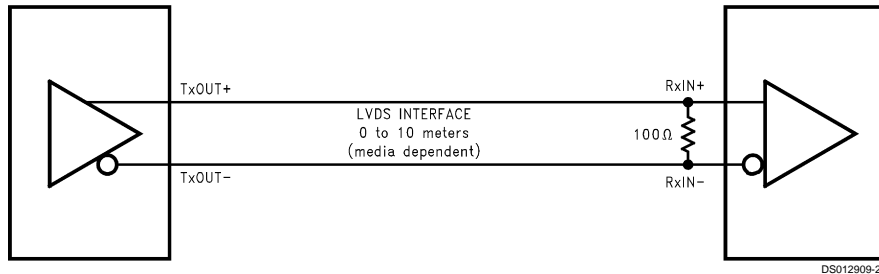 TxOUT+
RxIN+
LVDS INTERFACE
0 to 10 meters
(media dependent)
100Ω
TxOUT−
RxIN−
DS012909-2